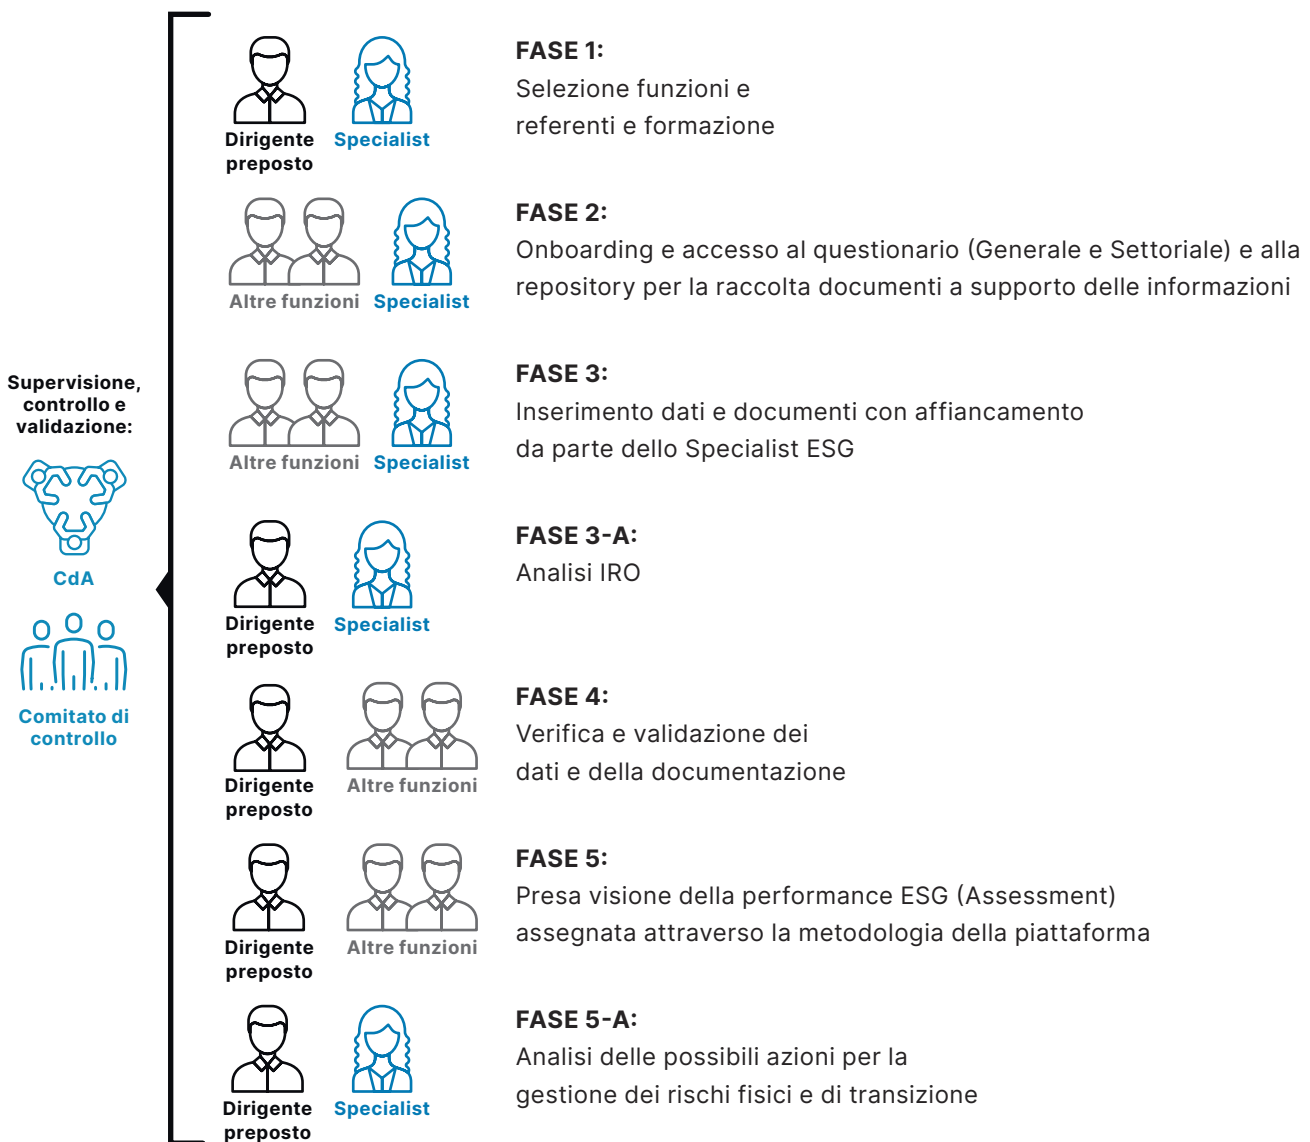 Supervisione,
controllo e
validazione:
CdA
Comitato di
controllo
Dirigente
preposto
Specialist
FASE 1:
Selezione funzioni e
referenti e formazione
Altre funzioni
Specialist
FASE 2:
Onboarding e accesso al questionario (Generale e Settoriale) e alla
repository per la raccolta documenti a supporto delle informazioni
Altre funzioni
Specialist
FASE 3:
Inserimento dati e documenti con affiancamento
da parte dello Specialist ESG
Dirigente
preposto
Specialist
FASE 3-A:
Analisi IRO
Dirigente
preposto
Altre funzioni
FASE 4:
Verifica e validazione dei
dati e della documentazione
Dirigente
preposto
Altre funzioni
FASE 5:
Presa visione della performance ESG (Assessment)
assegnata attraverso la metodologia della piattaforma
Dirigente
preposto
Specialist
FASE 5-A:
Analisi delle possibili azioni per la
gestione dei rischi fisici e di transizione